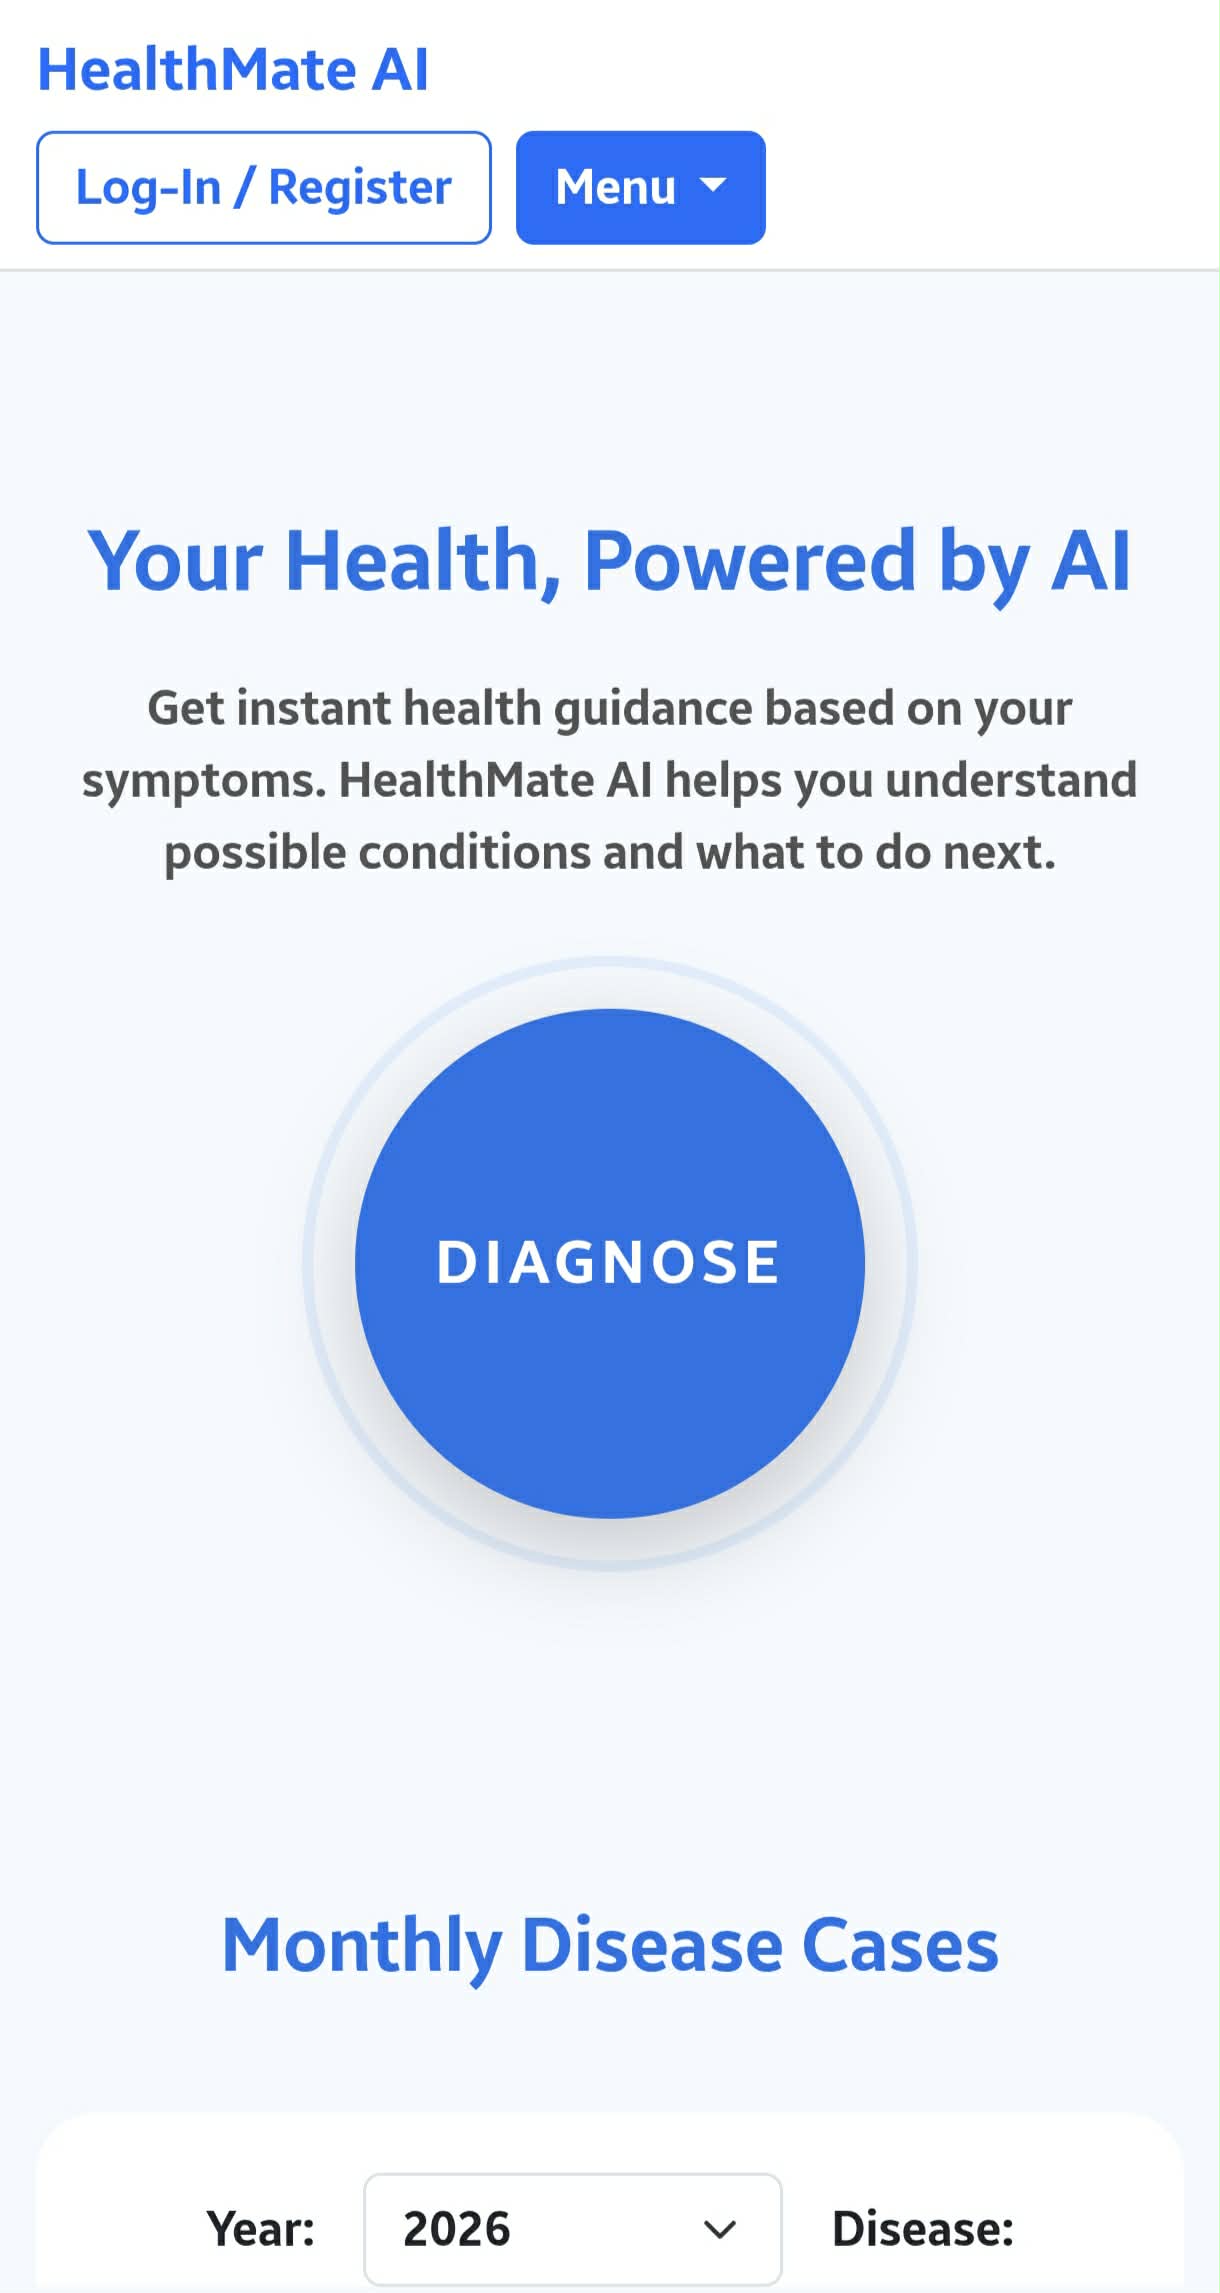 HealthMate AI
Log-In / Register
Menu
Your Health, Powered by AI
Get instant health guidance based on your
symptoms. HealthMate AI helps you understand
possible conditions and what to do next.
DIAGNOSE
Monthly Disease Cases
Year:
2026
Disease: